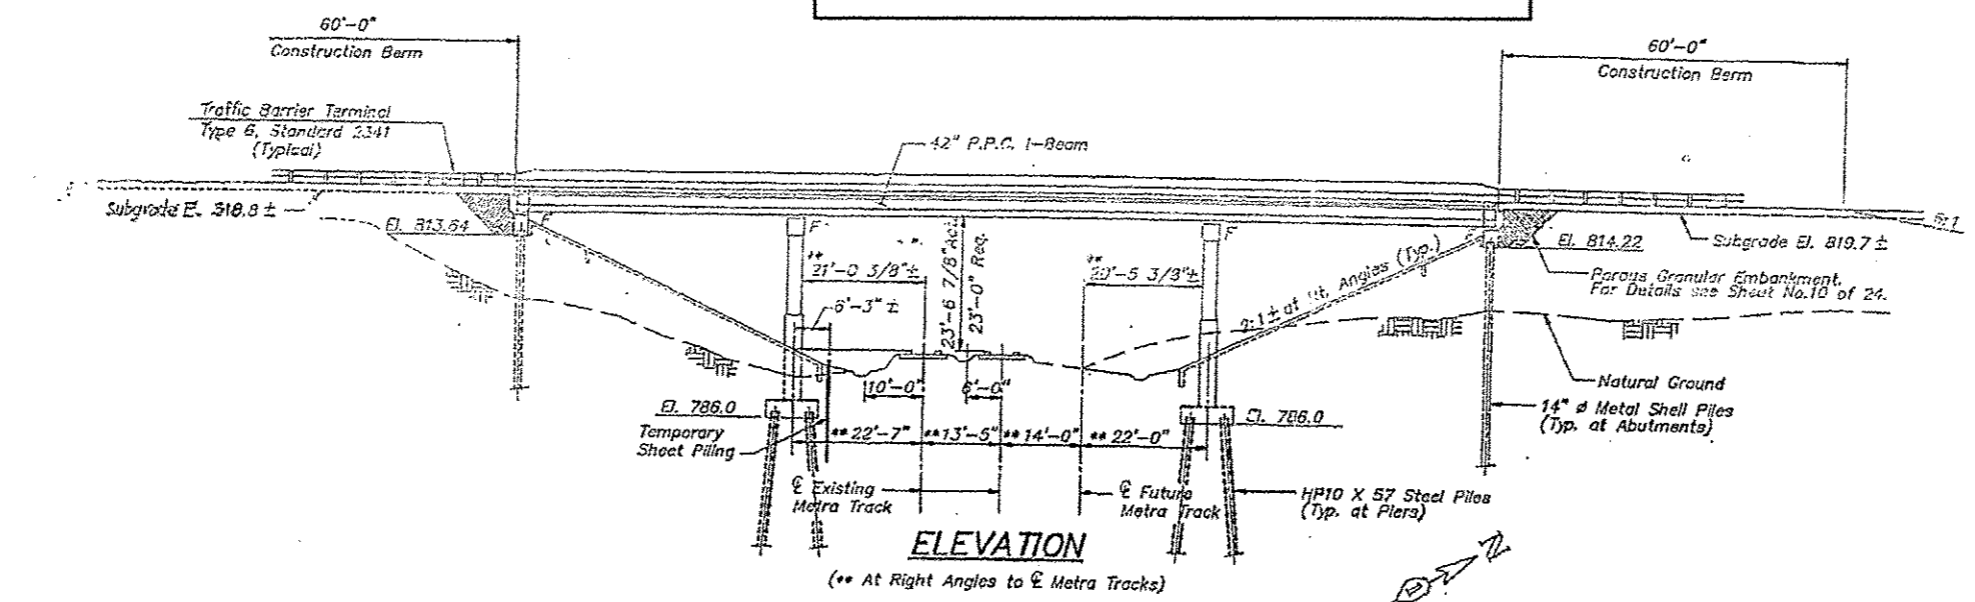 60'-0"
Construction Berm
60'-0"
Construction Berm
Traffic Barrier Terminal
Type 6, Standard 2341
(Typical)
42" P.P.C. I-Beam
Subgrade El. 818.8 ±
El. 813.64
F
F
F
F
** 21'-0 3/8"±
6'-3" ±
23'-6 7/8" Act.
23'-0" Req.
** 20'-5 3/8"±
2:1 ± at Rt. Angles (Typ.)
El. 814.22
Subgrade El. 819.7 ±
6:1
Porous Granular Embankment.
For Details see Sheet No.10 of 24.
10'-0"
6'-0"
Natural Ground
El. 786.0
El. 786.0
14" ø Metal Shell Piles
(Typ. at Abutments)
Temporary
Sheet Piling
** 22'-7"
** 13'-5"
** 14'-0"
** 22'-0"
℄ Existing
Metra Track
℄ Future
Metra Track
HP10 X 57 Steel Piles
(Typ. at Piers)
ELEVATION
(** At Right Angles to ℄ Metra Tracks)
N